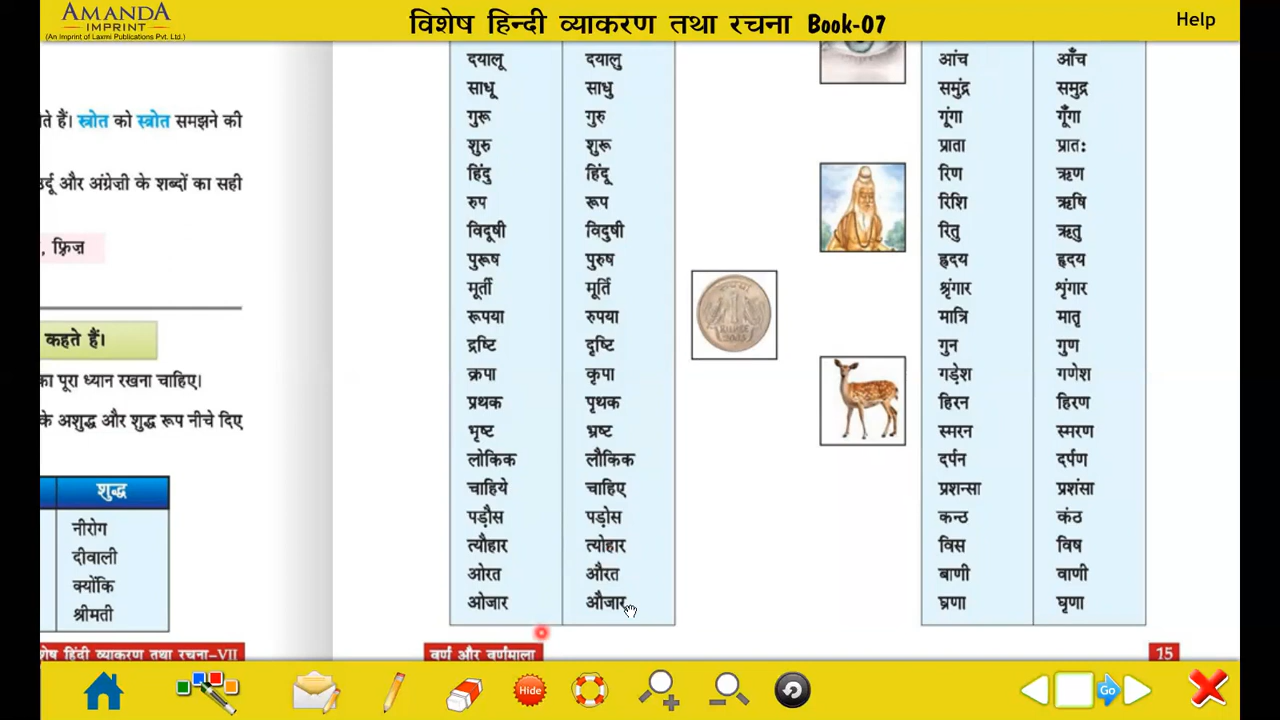 AMANDA
IMPRINT
(An Imprint of Laxmi Publications Pvt. Ltd.)
विशेष हिन्दी व्याकरण तथा रचना Book-07
Help
ते हैं। स्त्रोत को स्त्रोत समझने की
उर्दू और अंग्रेज़ी के शब्दों का सही
, फ़्रिज़
कहते हैं।
का पूरा ध्यान रखना चाहिए।
के अशुद्ध और शुद्ध रूप नीचे दिए
शुद्ध
नीरोग
दीवाली
क्योंकि
श्रीमती
शेष हिंदी व्याकरण तथा रचना-VII
दयालू दयालु
साधू साधु
गुरू गुरु
शुरु शुरू
हिंदु हिंदू
रुप रूप
विदूषी विदुषी
पुरूष पुरुष
मूर्ती मूर्ति
रूपया रुपया
द्रष्टि दृष्टि
क्रपा कृपा
प्रथक पृथक
भृष्ट भ्रष्ट
लोकिक लौकिक
चाहिये चाहिए
पड़ौस पड़ोस
त्यौहार त्योहार
ओरत औरत
ओजार औजार
आंच आँच
समुंद्र समुद्र
गूंगा गूँगा
प्राता प्रातः
रिण ऋण
रिशि ऋषि
रितु ऋतु
ह्रदय हृदय
श्रृंगार शृंगार
मात्रि मातृ
गुन गुण
गड़ेश गणेश
हिरन हिरण
स्मरन स्मरण
दर्पन दर्पण
प्रशन्सा प्रशंसा
कन्ठ कंठ
विस विष
बाणी वाणी
घ्रणा घृणा
वर्ण और वर्णमाला
15
Hide
Go